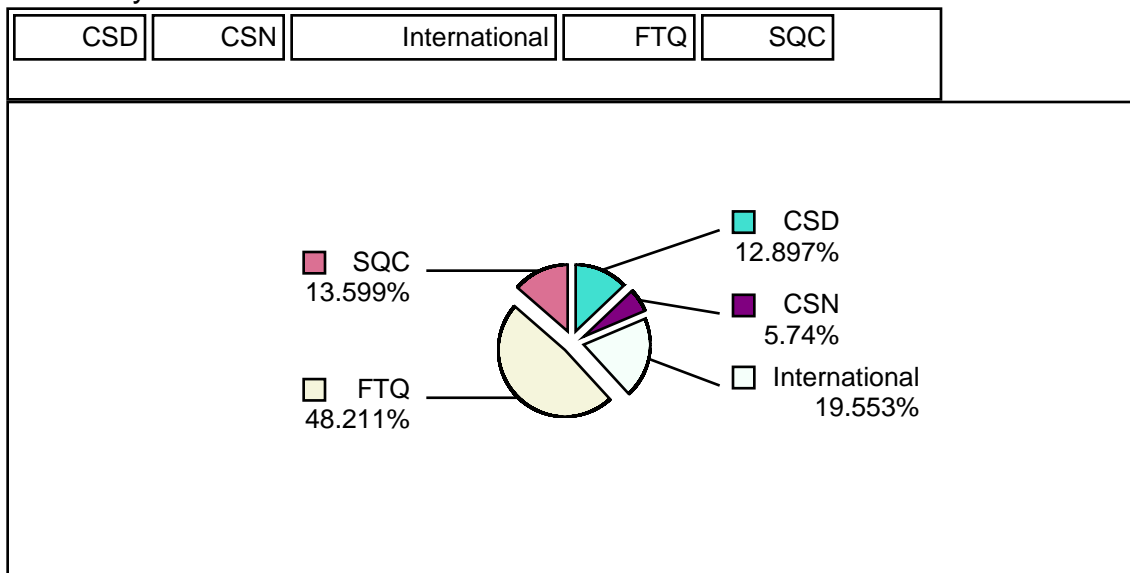 CSD CSN International FTQ SQC
CSD
12.897%
SQC
13.599%
CSN
5.74%
International
19.553%
FTQ
48.211%